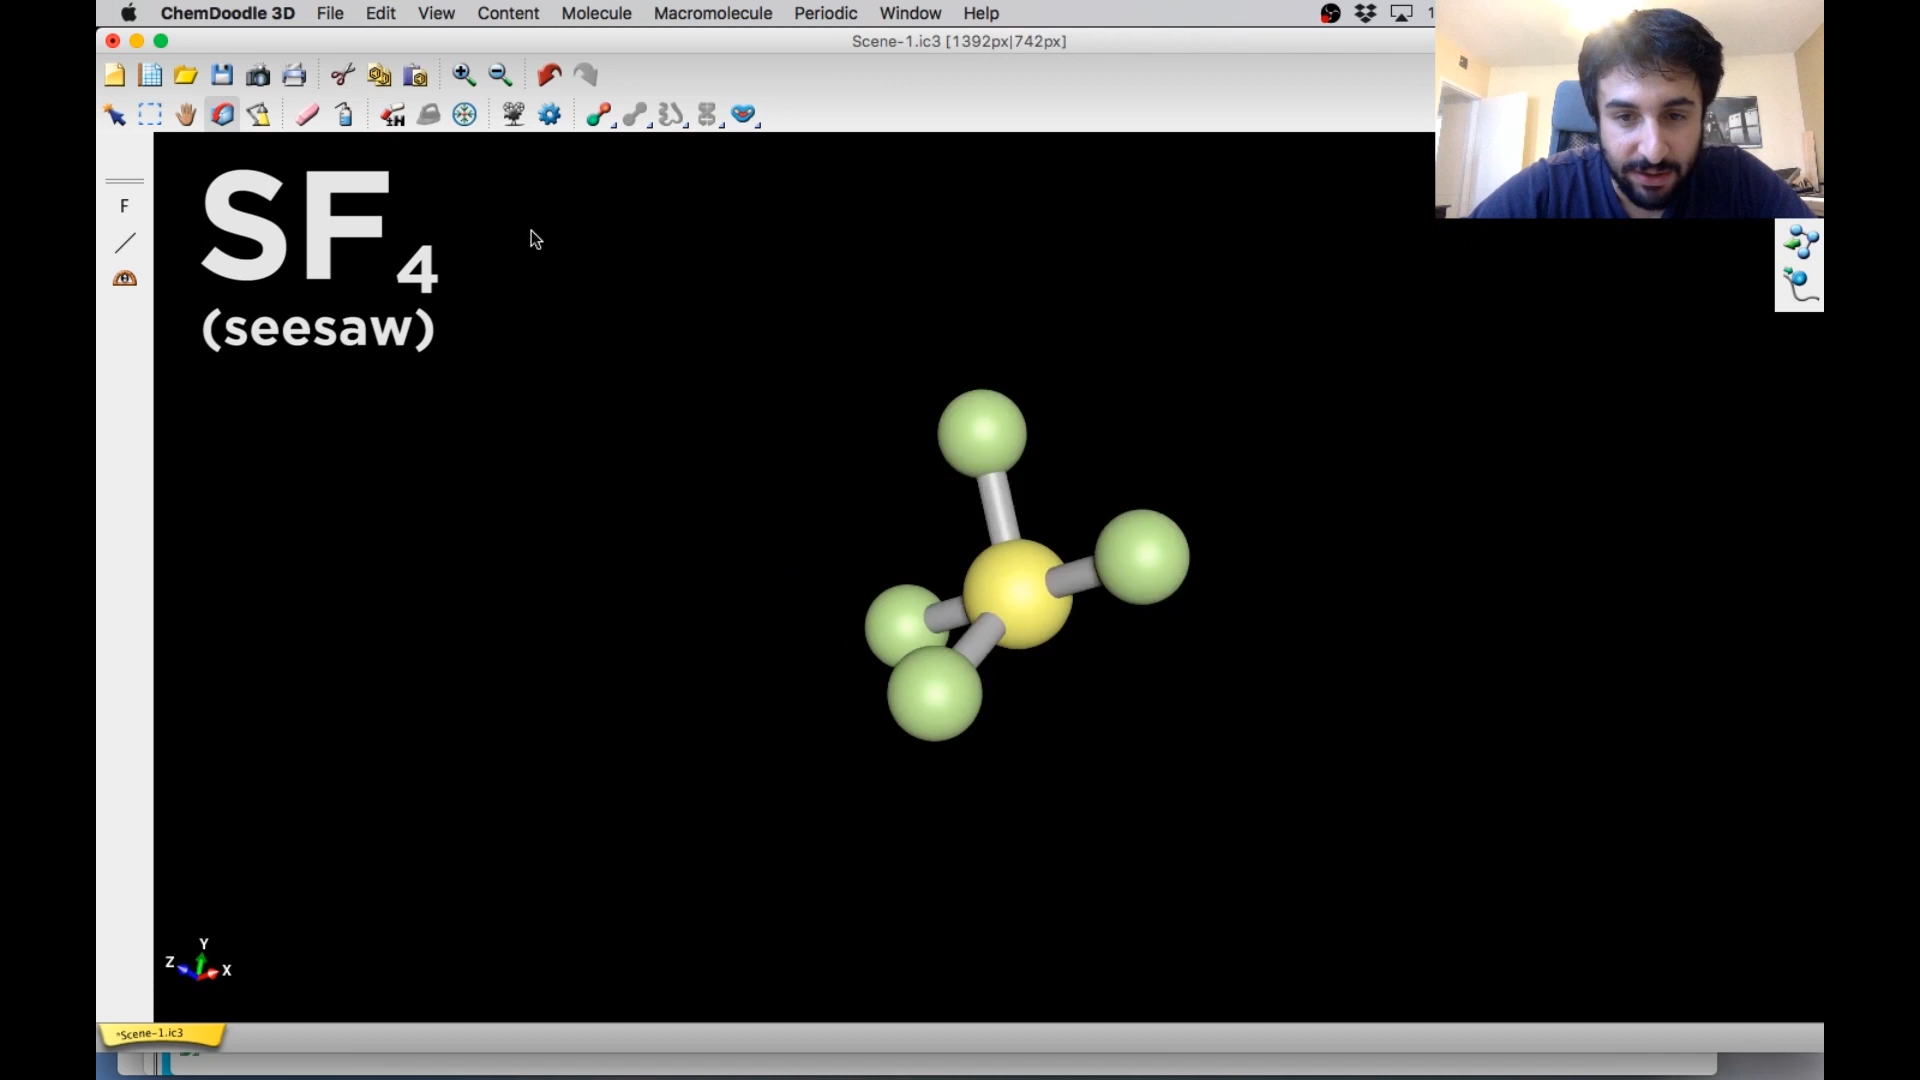 ChemDoodle 3D File Edit View Content Molecule Macromolecule Periodic Window Help 1
Scene-1.ic3 [1392px|742px]
H
F
SF4
(seesaw)
Y
Z
X
*Scene-1.ic3